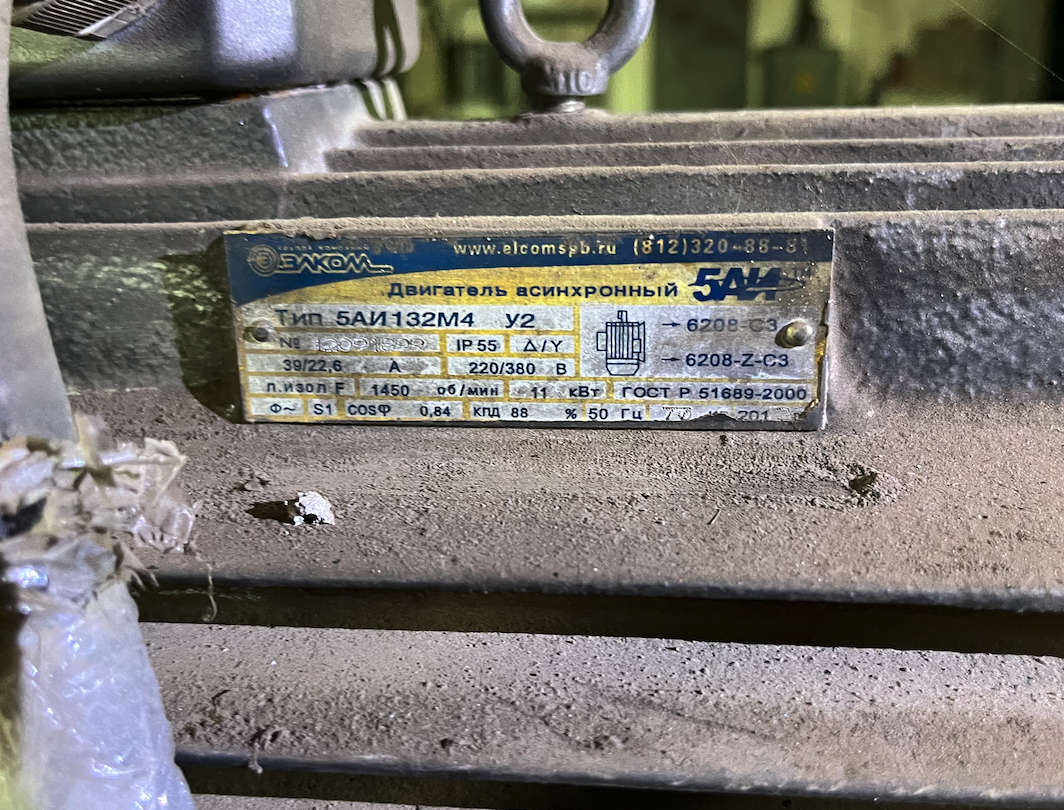 www.elcomspb.ru (812)320-88-81
ЭЛКОМ
Двигатель асинхронный 5АИ
Тип 5АИ132М4 У2
→ 6208-C3
№ IP 55 Δ/Y
→ 6208-Z-C3
39/22,6 А 220/380 В
л.изол F 1450 об/мин 11 кВт ГОСТ Р 51689-2000
Ф~ S1 cosφ 0,84 КПД 88 % 50 Гц